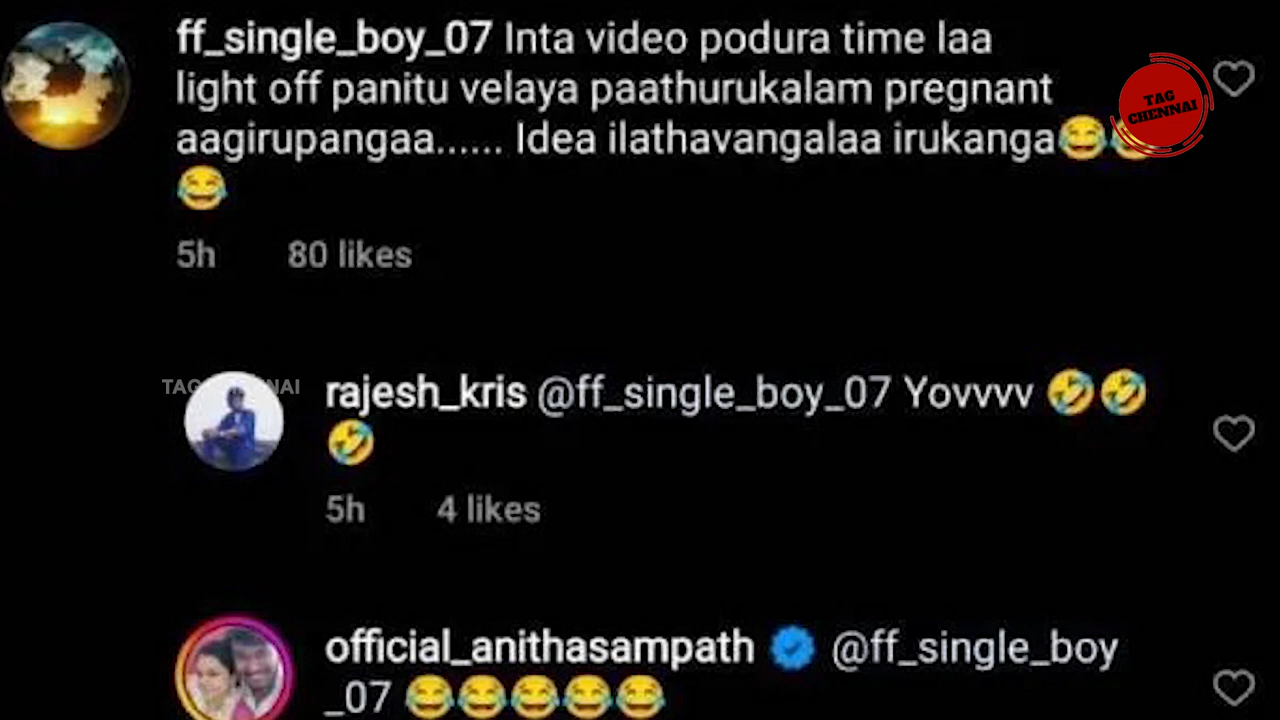 ff_single_boy_07 Inta video podura time laa
light off panitu velaya paathurukalam pregnant
aagirupangaa...... Idea ilathavangalaa irukanga😂😂
😂
TAG
CHENNAI
5h 80 likes
rajesh_kris @ff_single_boy_07 Yovvvv 🤣🤣
🤣
5h 4 likes
official_anithasampath @ff_single_boy
_07 😂😂😂😂😂